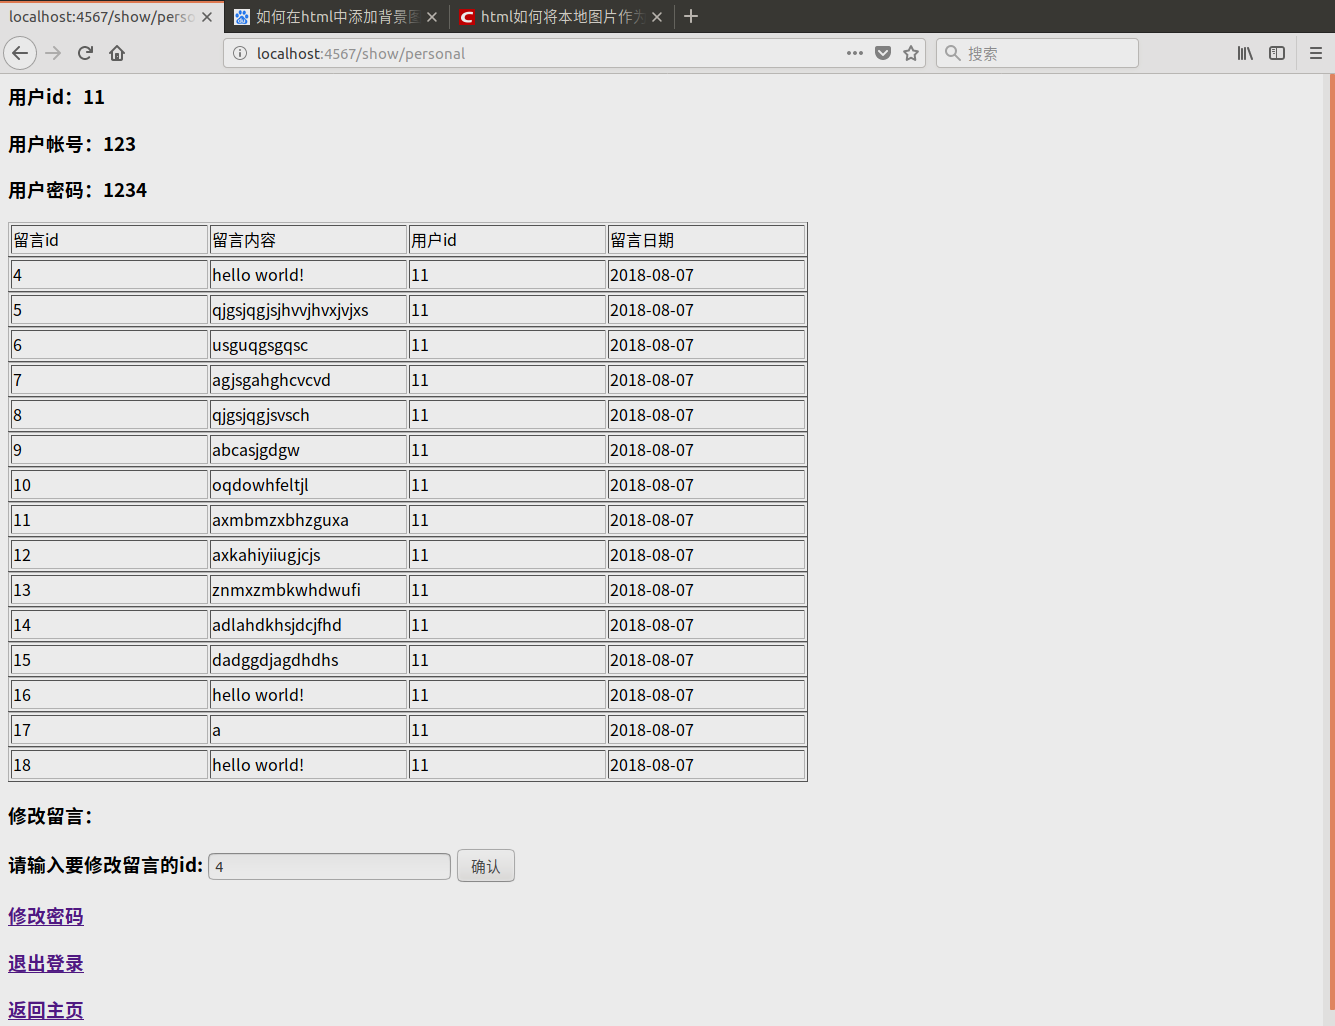 localhost:4567/show/perso
如何在html中添加背景图
html如何将本地图片作为
localhost:4567/show/personal
搜索
用户id：11
用户帐号：123
用户密码：1234
留言id 留言内容 用户id 留言日期
4 hello world! 11 2018-08-07
5 qjgsjqgjsjhvvjhvxjvjxs 11 2018-08-07
6 usguqgsgqsc 11 2018-08-07
7 agjsgahghcvcvd 11 2018-08-07
8 qjgsjqgjsvsch 11 2018-08-07
9 abcasjgdgw 11 2018-08-07
10 oqdowhfeltjl 11 2018-08-07
11 axmbmzxbhzguxa 11 2018-08-07
12 axkahiyiiugjcjs 11 2018-08-07
13 znmxzmbkwhdwufi 11 2018-08-07
14 adlahdkhsjdcjfhd 11 2018-08-07
15 dadggdjagdhdhs 11 2018-08-07
16 hello world! 11 2018-08-07
17 a 11 2018-08-07
18 hello world! 11 2018-08-07
修改留言：
请输入要修改留言的id: 4 确认
修改密码
退出登录
返回主页